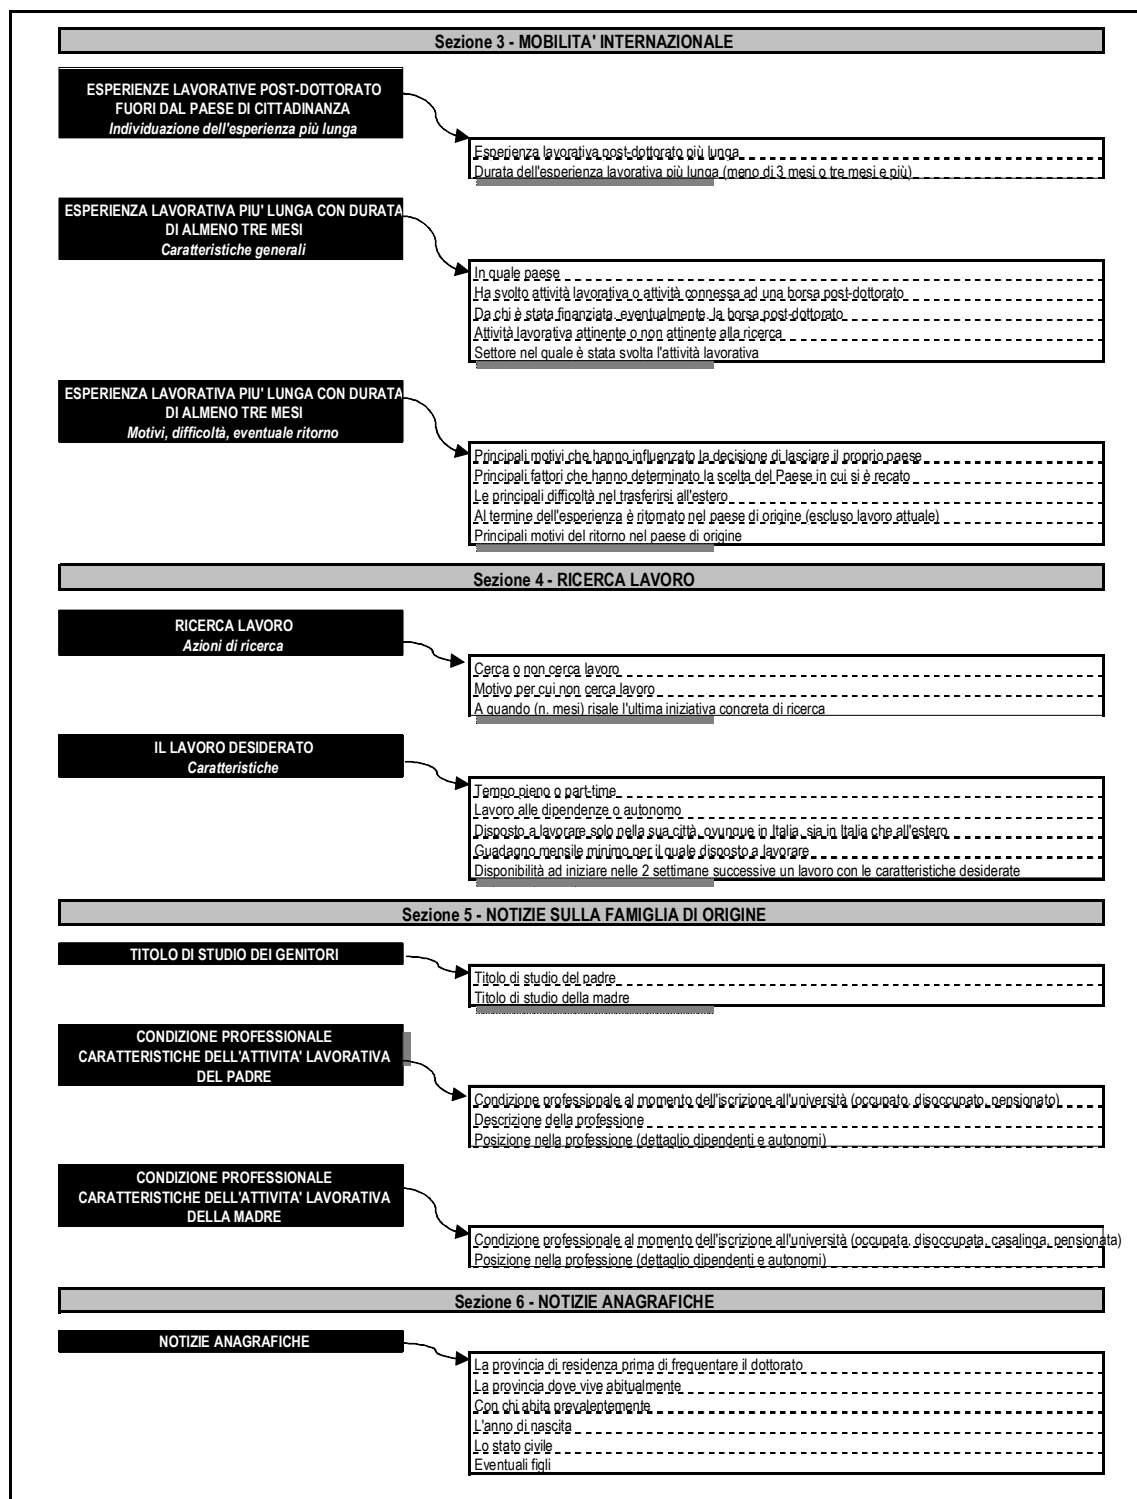 Sezione 3 - MOBILITA' INTERNAZIONALE
ESPERIENZE LAVORATIVE POST-DOTTORATO
FUORI DAL PAESE DI CITTADINANZA
Individuazione dell'esperienza più lunga
Esperienza lavorativa post-dottorato più lunga
Durata dell'esperienza lavorativa più lunga (meno di 3 mesi o tre mesi e più)
ESPERIENZA LAVORATIVA PIU' LUNGA CON DURATA
DI ALMENO TRE MESI
Caratteristiche generali
In quale paese
Ha svolto attività lavorativa o attività connessa ad una borsa post-dottorato
Da chi è stata finanziata, eventualmente, la borsa post-dottorato
Attività lavorativa attinente o non attinente alla ricerca
Settore nel quale è stata svolta l'attività lavorativa
ESPERIENZA LAVORATIVA PIU' LUNGA CON DURATA
DI ALMENO TRE MESI
Motivi, difficoltà, eventuale ritorno
Principali motivi che hanno influenzato la decisione di lasciare il proprio paese
Principali fattori che hanno determinato la scelta del Paese in cui si è recato
Le principali difficoltà nel trasferirsi all'estero
Al termine dell'esperienza è ritornato nel paese di origine (escluso lavoro attuale)
Principali motivi del ritorno nel paese di origine
Sezione 4 - RICERCA LAVORO
RICERCA LAVORO
Azioni di ricerca
Cerca o non cerca lavoro
Motivo per cui non cerca lavoro
A quando (n. mesi) risale l'ultima iniziativa concreta di ricerca
IL LAVORO DESIDERATO
Caratteristiche
Tempo pieno o part-time
Lavoro alle dipendenze o autonomo
Disposto a lavorare solo nella sua città, ovunque in Italia, sia in Italia che all'estero
Guadagno mensile minimo per il quale disposto a lavorare
Disponibilità ad iniziare nelle 2 settimane successive un lavoro con le caratteristiche desiderate
Sezione 5 - NOTIZIE SULLA FAMIGLIA DI ORIGINE
TITOLO DI STUDIO DEI GENITORI
Titolo di studio del padre
Titolo di studio della madre
CONDIZIONE PROFESSIONALE
CARATTERISTICHE DELL'ATTIVITA' LAVORATIVA
DEL PADRE
Condizione professionale al momento dell'iscrizione all'università (occupato, disoccupato, pensionato)
Descrizione della professione
Posizione nella professione (dettaglio dipendenti e autonomi)
CONDIZIONE PROFESSIONALE
CARATTERISTICHE DELL'ATTIVITA' LAVORATIVA
DELLA MADRE
Condizione professionale al momento dell'iscrizione all'università (occupata, disoccupata, casalinga, pensionata)
Posizione nella professione (dettaglio dipendenti e autonomi)
Sezione 6 - NOTIZIE ANAGRAFICHE
NOTIZIE ANAGRAFICHE
La provincia di residenza prima di frequentare il dottorato
La provincia dove vive abitualmente
Con chi abita prevalentemente
L'anno di nascita
Lo stato civile
Eventuali figli